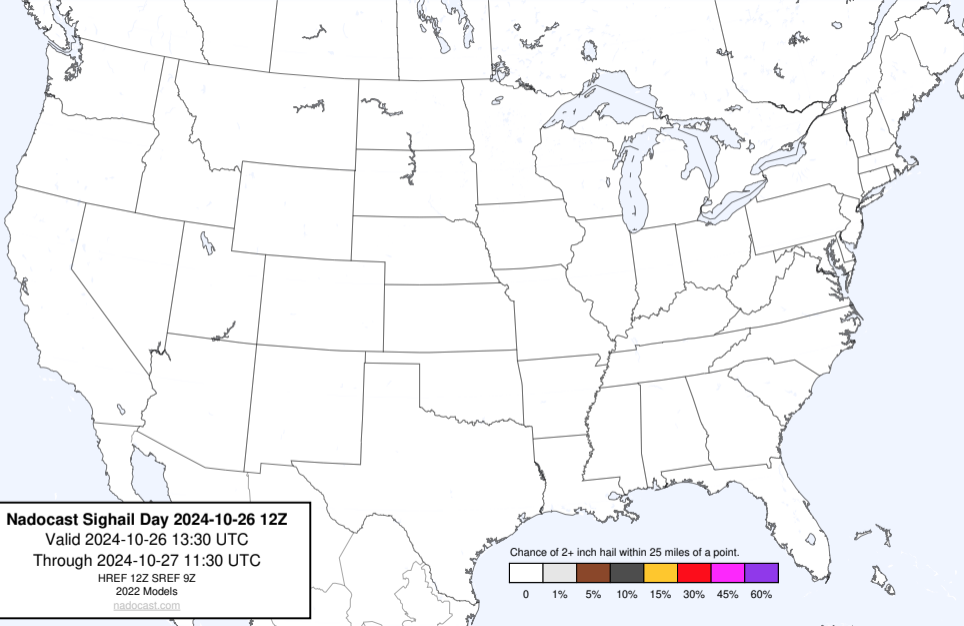 Nadocast Sighail Day 2024-10-26 12Z
Valid 2024-10-26 13:30 UTC
Through 2024-10-27 11:30 UTC
HREF 12Z SREF 9Z
2022 Models
nadocast.com
Chance of 2+ inch hail within 25 miles of a point.
0 1% 5% 10% 15% 30% 45% 60%